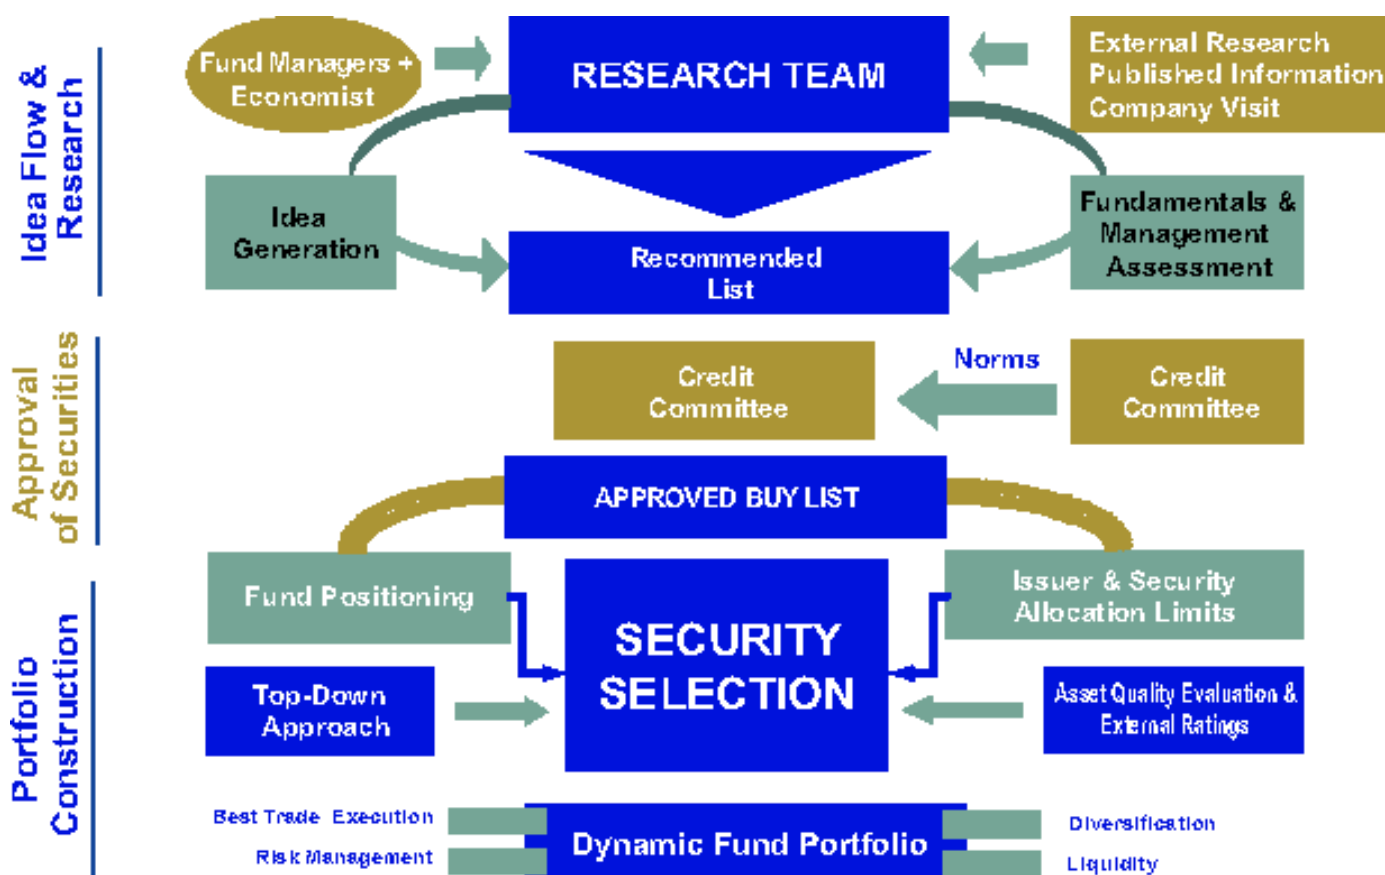 Idea Flow &
Research
Fund Managers +
Economist
RESEARCH TEAM
External Research
Published Information
Company Visit
Idea
Generation
Recommended
List
Fundamentals &
Management
Assessment
Approval
of Securities
Credit
Committee
Norms
Credit
Committee
APPROVED BUY LIST
Portfolio
Construction
Fund Positioning
SECURITY
SELECTION
Issuer & Security
Allocation Limits
Top-Down
Approach
Asset Quality Evaluation &
External Ratings
Best Trade Execution
Risk Management
Dynamic Fund Portfolio
Diversification
Liquidity